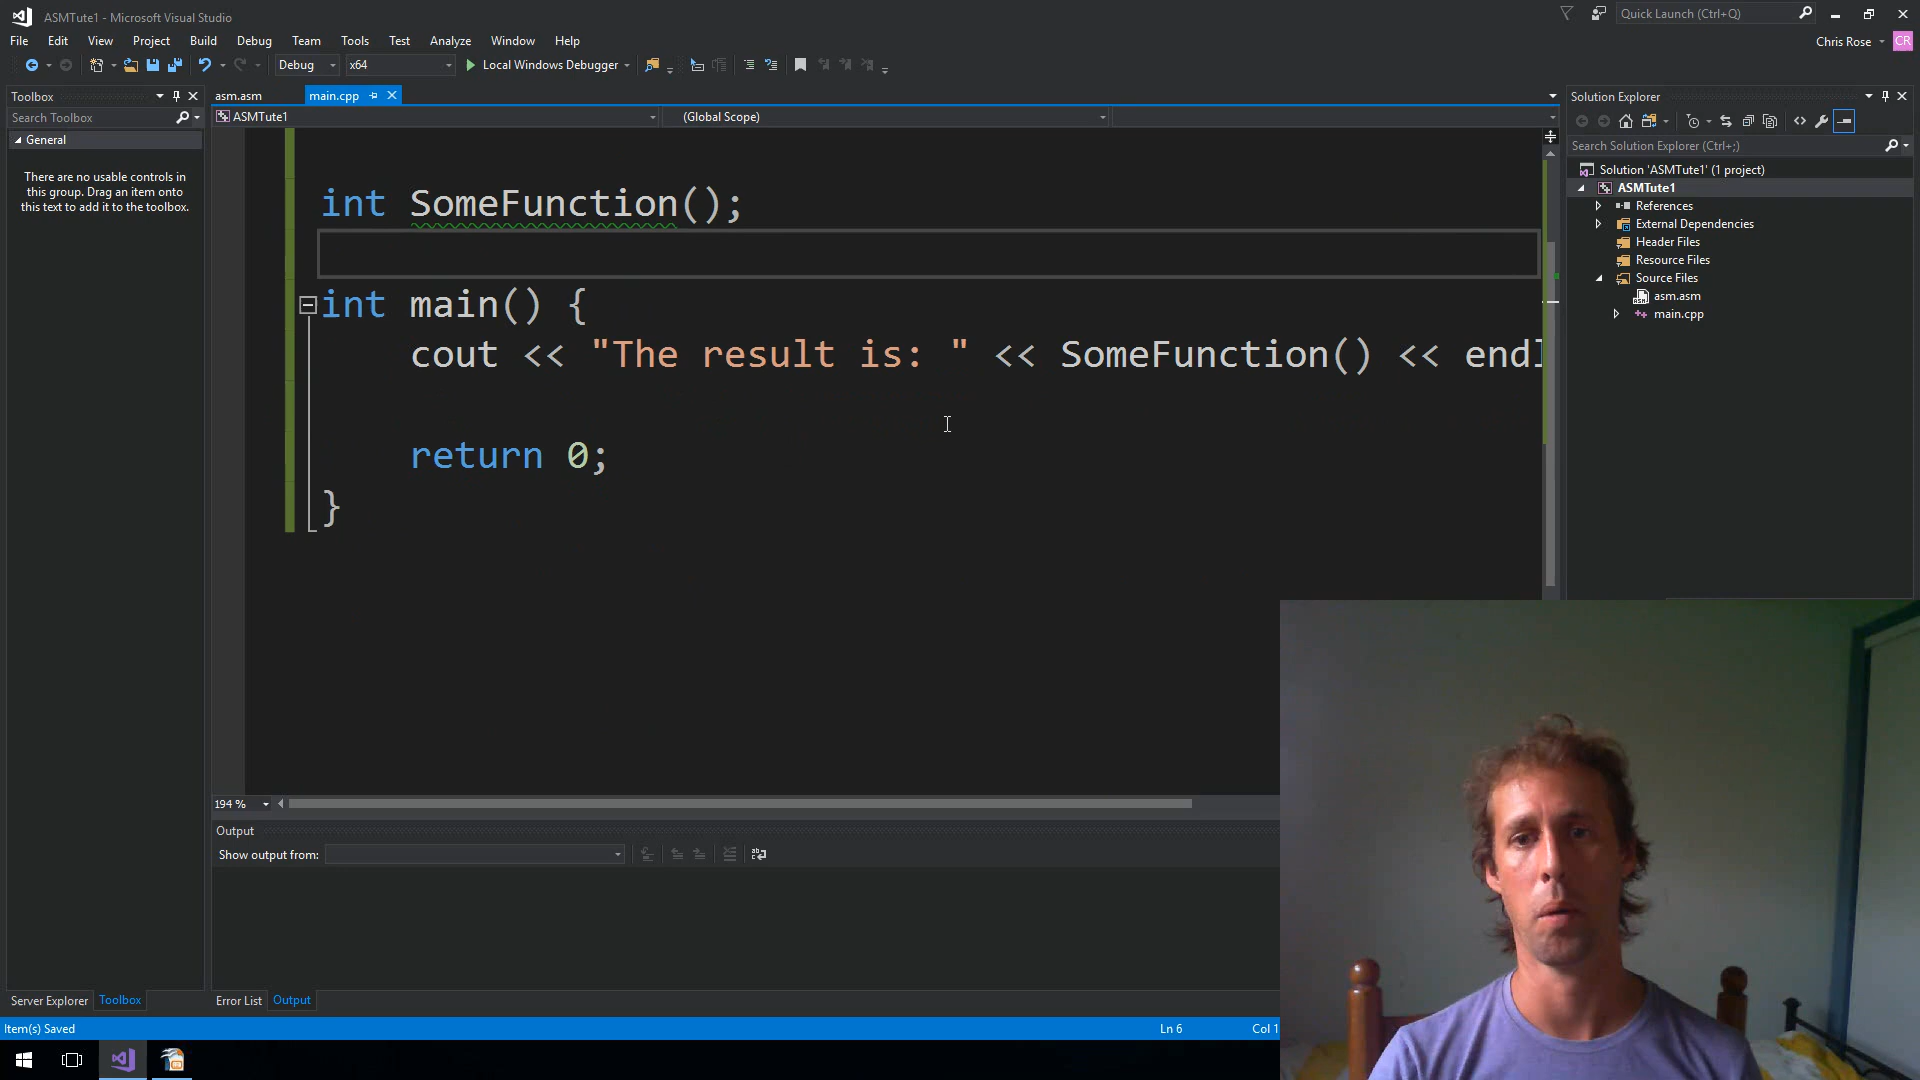 ASMTute1 - Microsoft Visual Studio
Quick Launch (Ctrl+Q)
File Edit View Project Build Debug Team Tools Test Analyze Window Help
Chris Rose CR
Debug x64 Local Windows Debugger
Toolbox
Search Toolbox
General
There are no usable controls in
this group. Drag an item onto
this text to add it to the toolbox.
asm.asm main.cpp
ASMTute1 (Global Scope)
int SomeFunction();
int main() {
cout << "The result is: " << SomeFunction() << endl
return 0;
}
194 %
Output
Show output from:
Solution Explorer
Search Solution Explorer (Ctrl+;)
Solution 'ASMTute1' (1 project)
ASMTute1
References
External Dependencies
Header Files
Resource Files
Source Files
asm.asm
main.cpp
Server Explorer Toolbox
Error List Output
Item(s) Saved Ln 6 Col 1